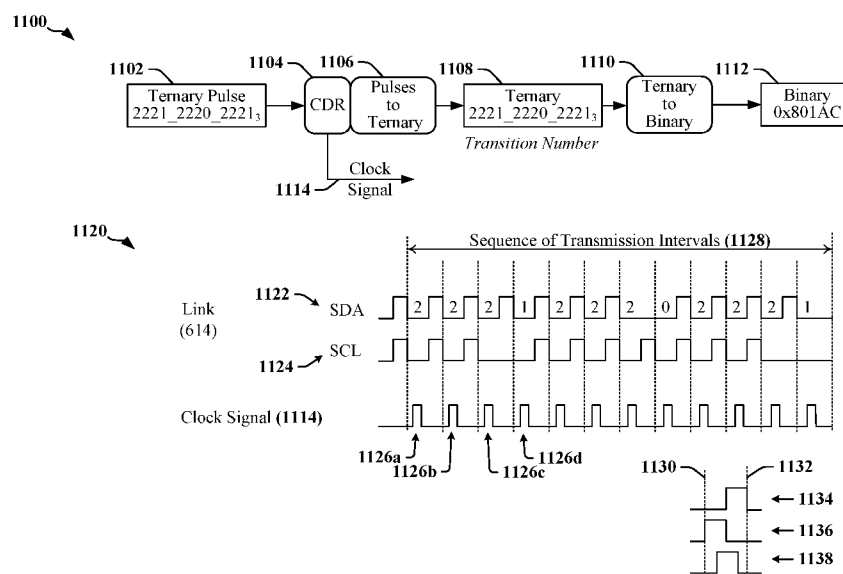 1100
1102
1104
1106
1108
1110
1112
Ternary Pulse
2221_2220_2221₃
CDR
Pulses
to
Ternary
Ternary
2221_2220_2221₃
Transition Number
Ternary
to
Binary
Binary
0x801AC
1114
Clock
Signal
1120
Sequence of Transmission Intervals (1128)
1122
Link
(614)
SDA
2 2 2 1 2 2 2 0 2 2 2 1
1124
SCL
Clock Signal (1114)
1126a
1126b
1126c
1126d
1130
1132
1134
1136
1138